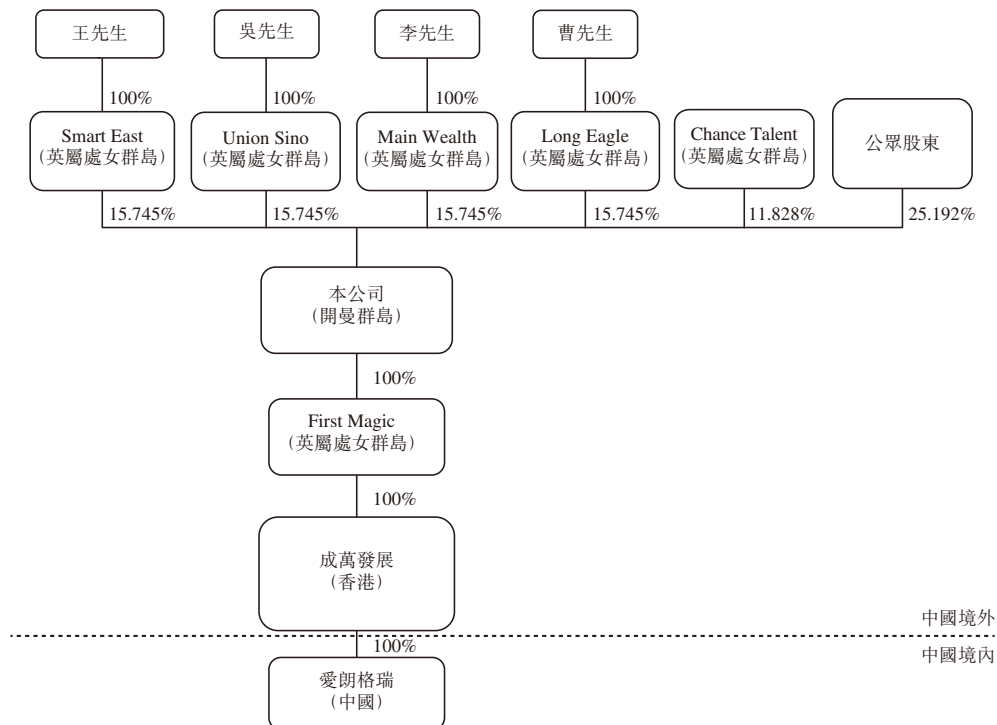 王先生
吳先生
李先生
曹先生
100%
100%
100%
100%
Smart East
(英屬處女群島)
Union Sino
(英屬處女群島)
Main Wealth
(英屬處女群島)
Long Eagle
(英屬處女群島)
Chance Talent
(英屬處女群島)
公眾股東
15.745%
15.745%
15.745%
15.745%
11.828%
25.192%
本公司
(開曼群島)
100%
First Magic
(英屬處女群島)
100%
成萬發展
(香港)
中國境外
100%
中國境內
愛朗格瑞
(中國)